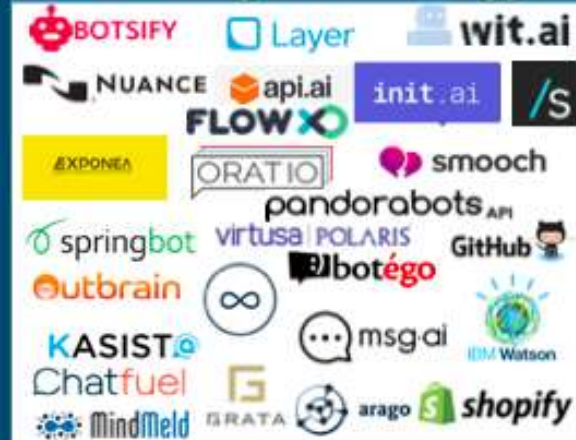 BOTSIFY
Layer
wit.ai
NUANCE
api.ai
init.ai
/S
FLOW XO
EXPONEA
ORATIO
smooch
pandorabots API
springbot
virtusa | POLARIS
GitHub
botégo
Outbrain
IBM Watson
KASIST
msg.ai
Chatfuel
GRATA
arago
shopify
MindMeld